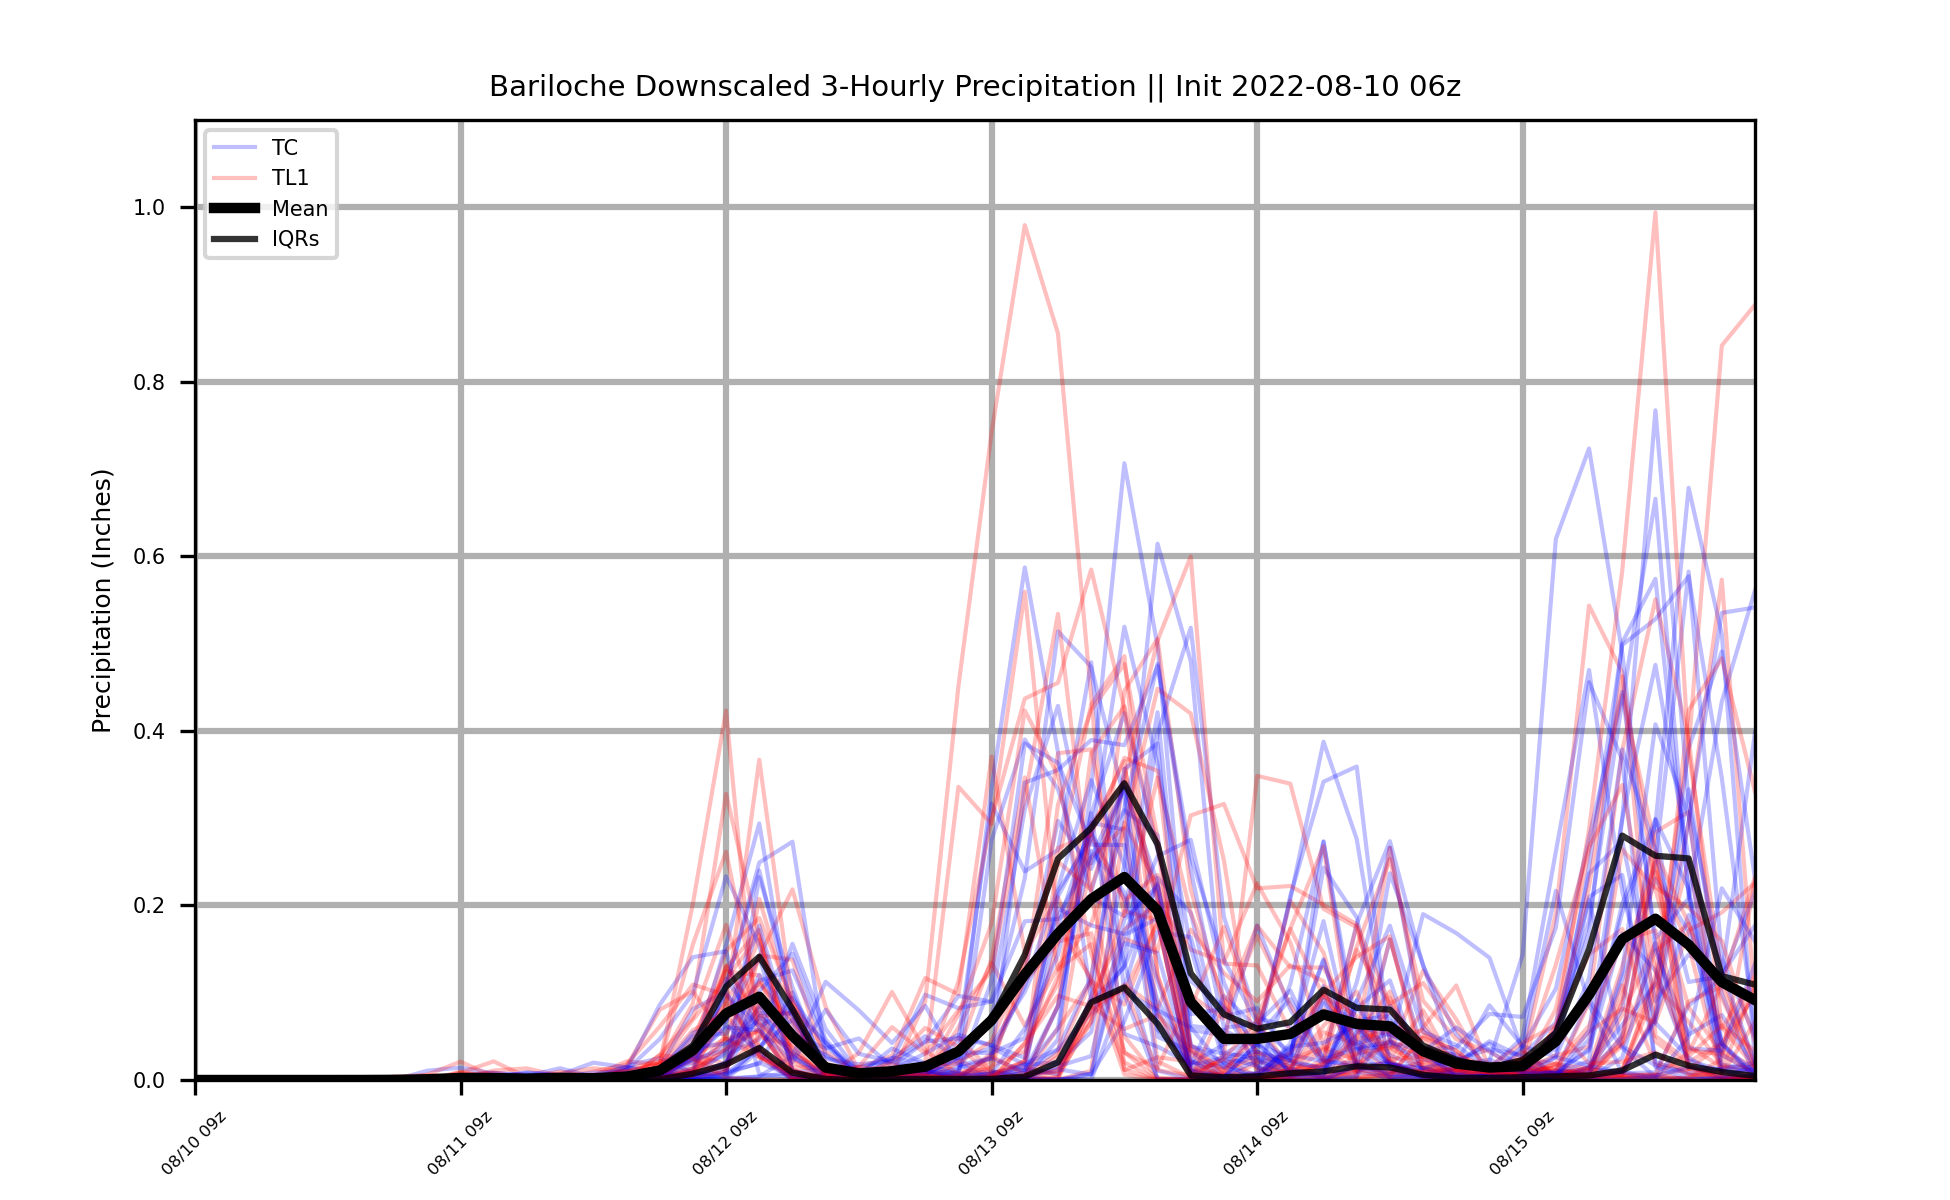 Bariloche Downscaled 3-Hourly Precipitation || Init 2022-08-10 06z
TC
TL1
Mean
IQRs
Precipitation (Inches)
1.0
0.8
0.6
0.4
0.2
0.0
08/10 09z
08/11 09z
08/12 09z
08/13 09z
08/14 09z
08/15 09z